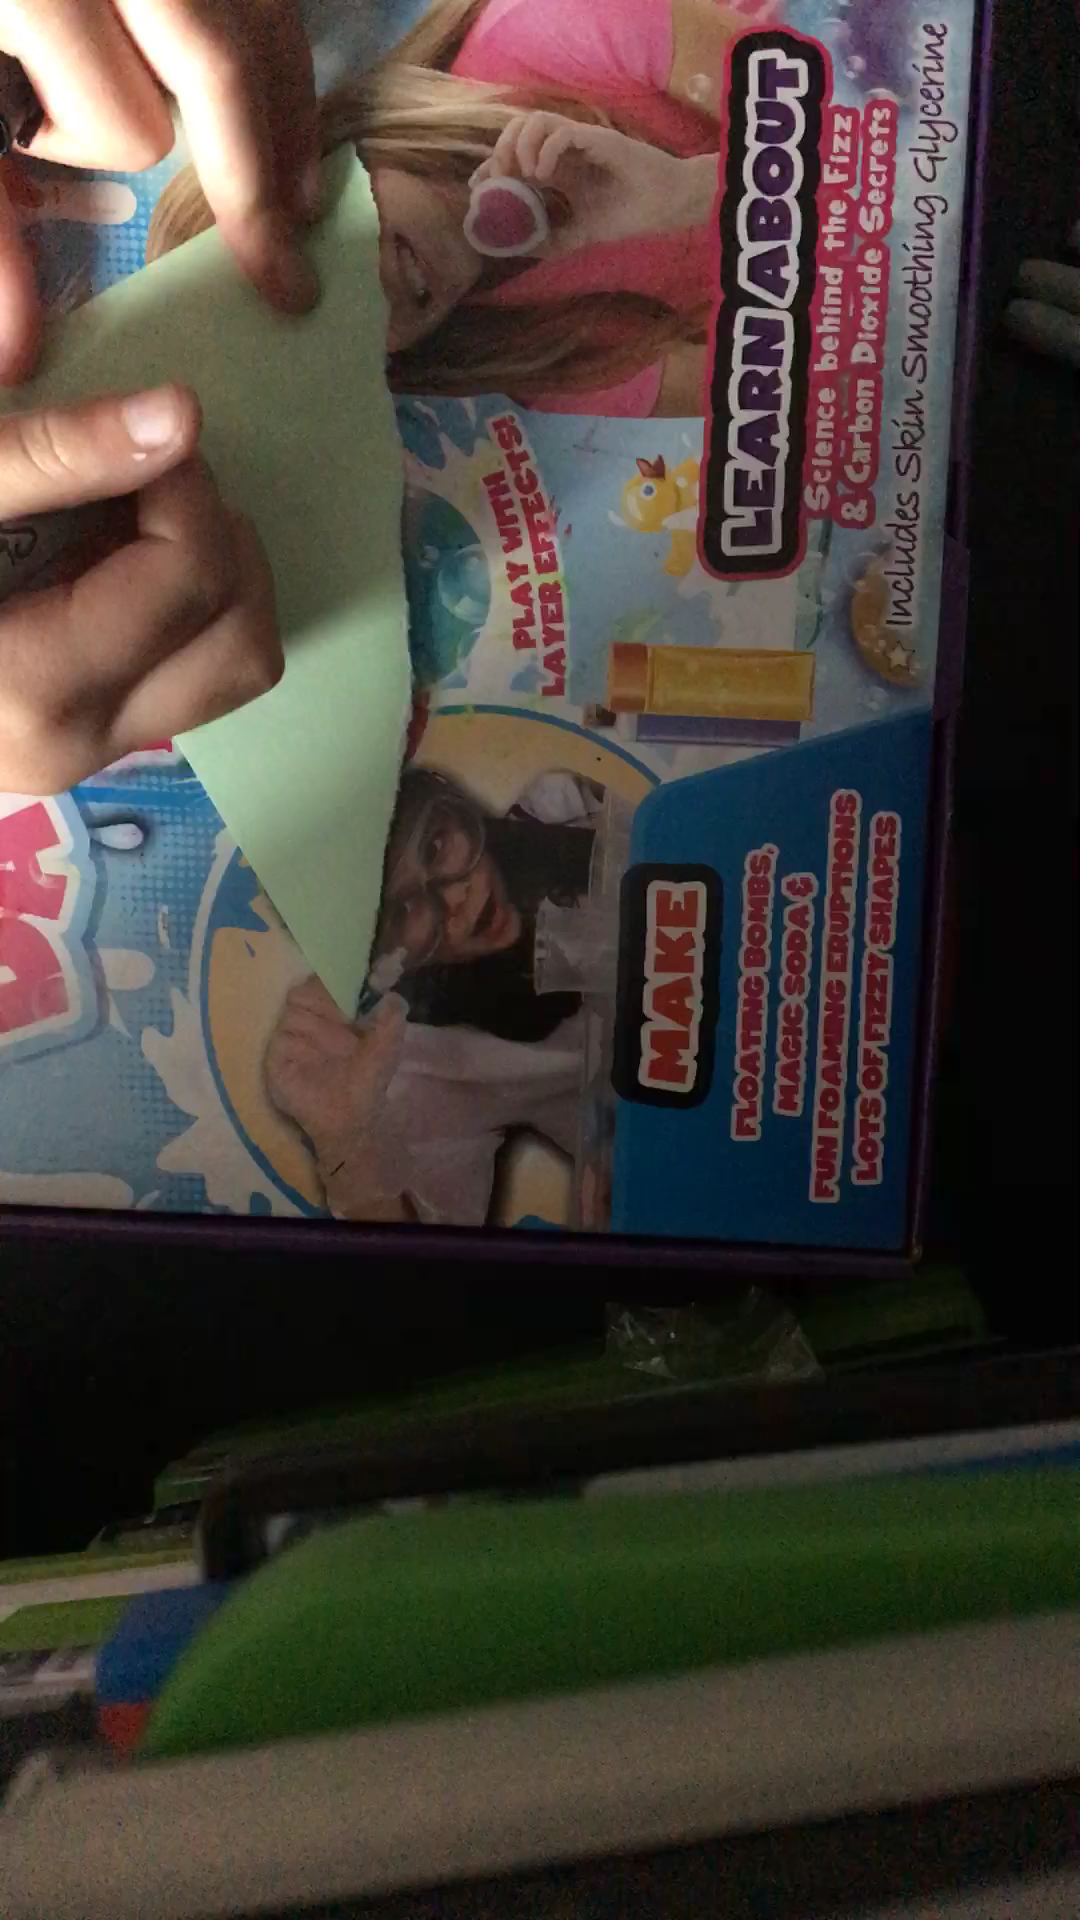 LEARN ABOUT
Science behind the Fizz
& Carbon Dioxide Secrets
Includes Skin Smoothing Glycerine
PLAY WITH
LAYER EFFECTS!
MAKE
FLOATING BOMBS,
MAGIC SODA &
FUN FOAMING ERUPTIONS
LOTS OF FIZZY SHAPES